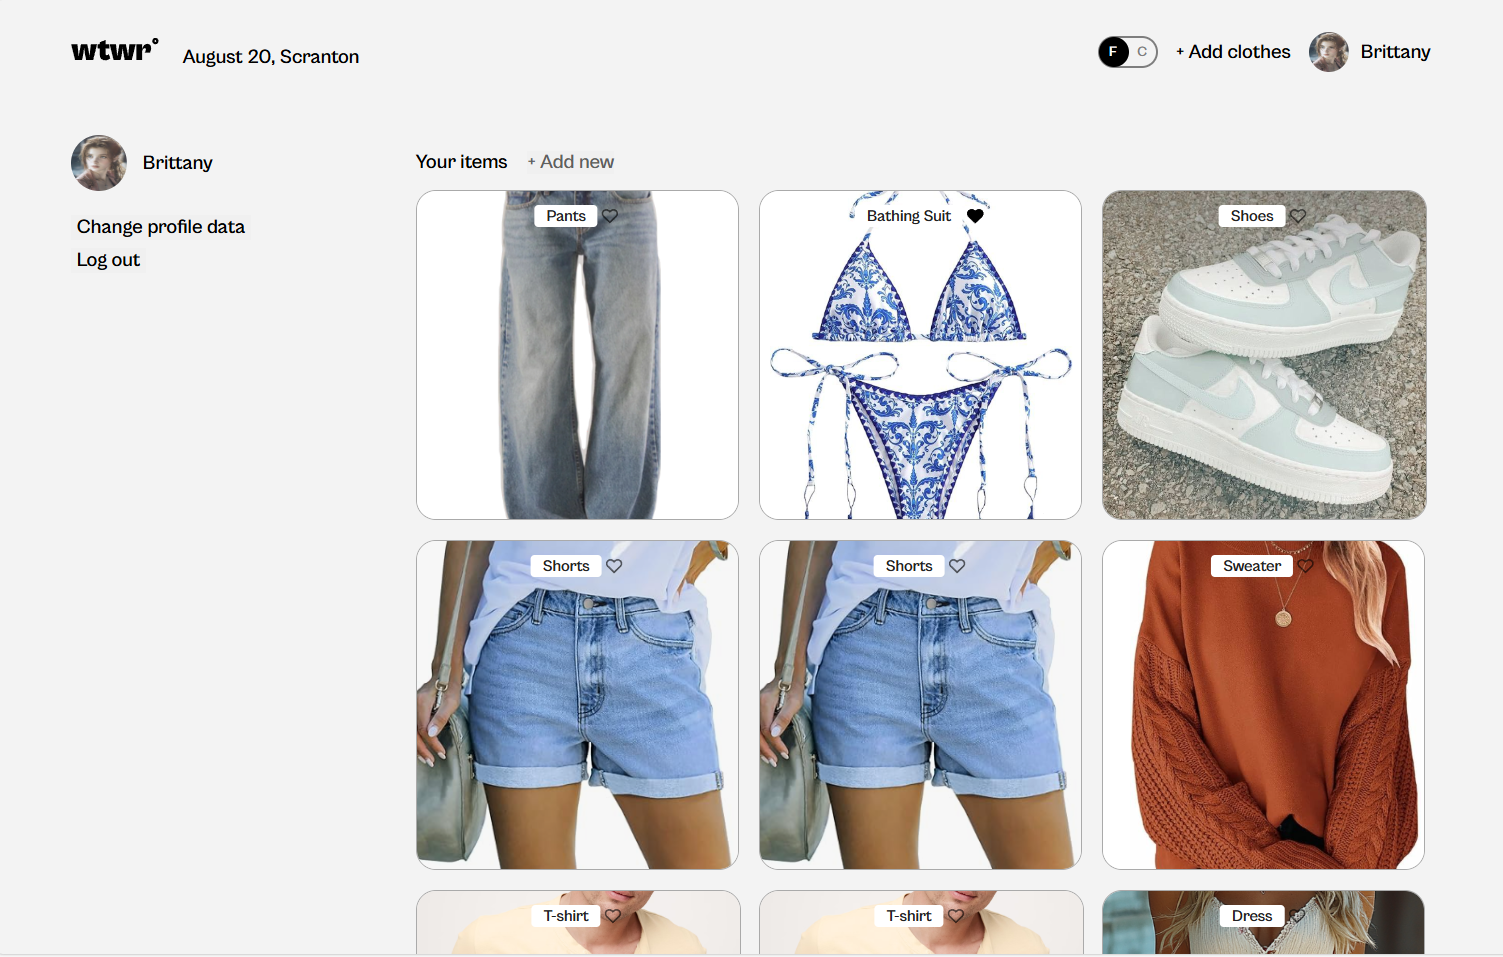 wtwr°
August 20, Scranton
F C
+ Add clothes
Brittany
Brittany
Change profile data
Log out
Your items
+ Add new
Pants
Bathing Suit
Shoes
Shorts
Shorts
Sweater
T-shirt
T-shirt
Dress